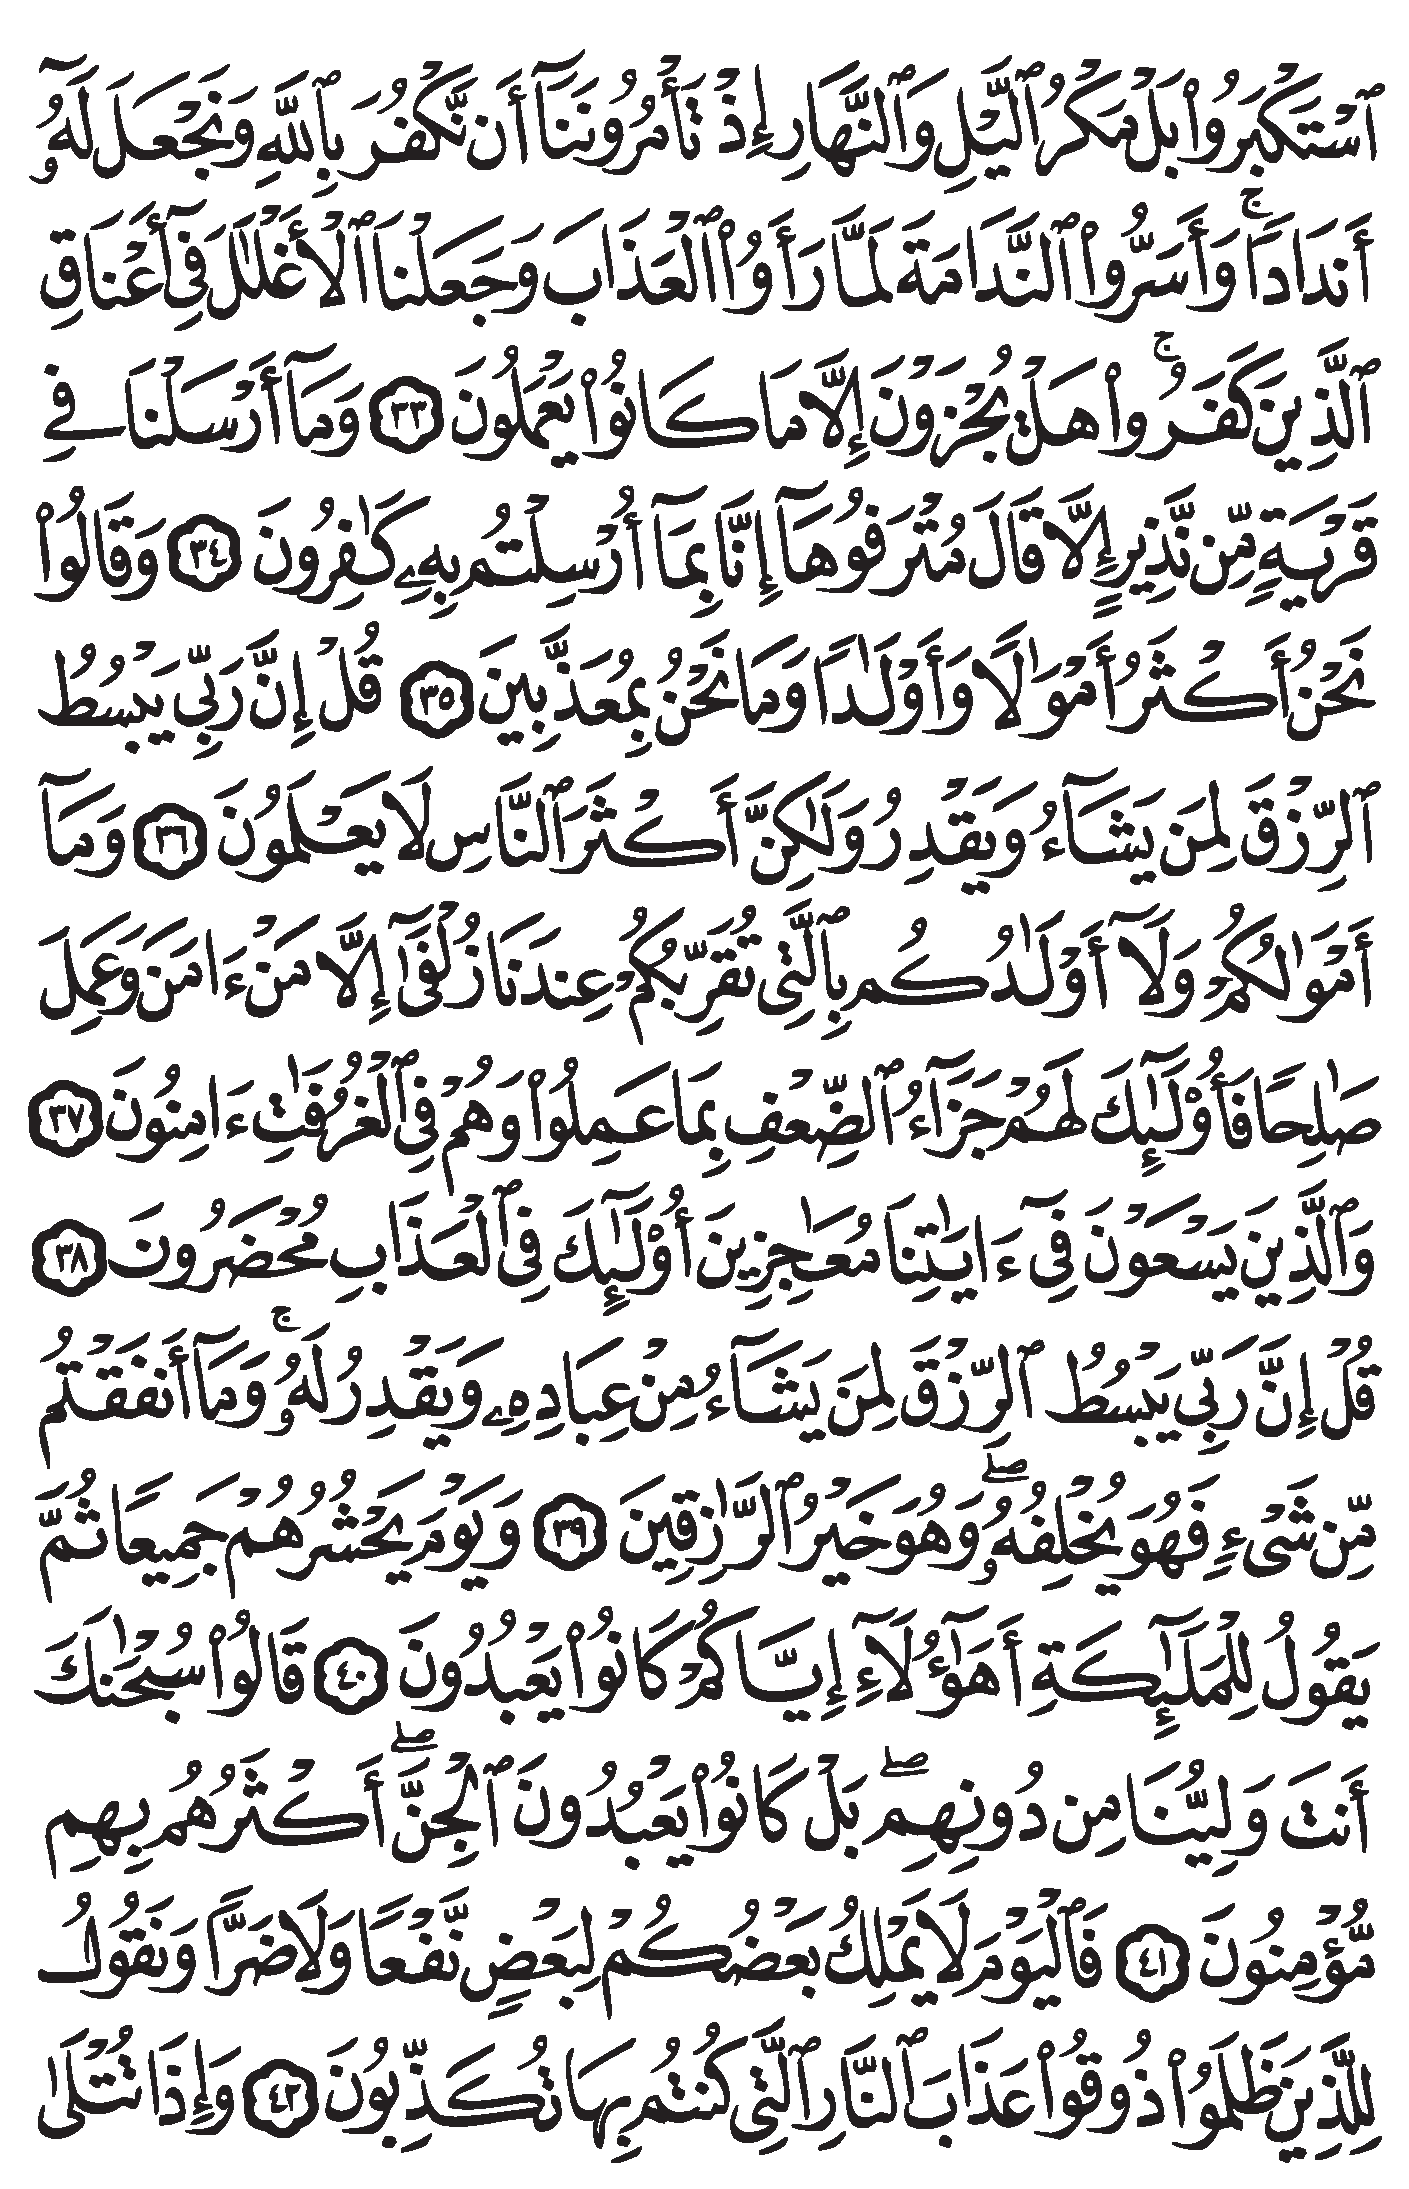 ٱسْتَكْبَرُوا۟ بَلْ مَكْرُ ٱلَّيْلِ وَٱلنَّهَارِ إِذْ تَأْمُرُونَنَآ أَن نَّكْفُرَ بِٱللَّهِ وَنَجْعَلَ لَهُۥٓ
أَندَادًا ۚ وَأَسَرُّوا۟ ٱلنَّدَامَةَ لَمَّا رَأَوُا۟ ٱلْعَذَابَ وَجَعَلْنَا ٱلْأَغْلَٰلَ فِىٓ أَعْنَاقِ
ٱلَّذِينَ كَفَرُوا۟ ۚ هَلْ يُجْزَوْنَ إِلَّا مَا كَانُوا۟ يَعْمَلُونَ ٣٣ وَمَآ أَرْسَلْنَا فِى
قَرْيَةٍ مِّن نَّذِيرٍ إِلَّا قَالَ مُتْرَفُوهَآ إِنَّا بِمَآ أُرْسِلْتُم بِهِۦ كَٰفِرُونَ ٣٤ وَقَالُوا۟
نَحْنُ أَكْثَرُ أَمْوَٰلًا وَأَوْلَٰدًا وَمَا نَحْنُ بِمُعَذَّبِينَ ٣٥ قُلْ إِنَّ رَبِّى يَبْسُطُ
ٱلرِّزْقَ لِمَن يَشَآءُ وَيَقْدِرُ وَلَٰكِنَّ أَكْثَرَ ٱلنَّاسِ لَا يَعْلَمُونَ ٣٦ وَمَآ
أَمْوَٰلُكُمْ وَلَآ أَوْلَٰدُكُم بِٱلَّتِى تُقَرِّبُكُمْ عِندَنَا زُلْفَىٰٓ إِلَّا مَنْ ءَامَنَ وَعَمِلَ
صَٰلِحًا فَأُو۟لَٰٓئِكَ لَهُمْ جَزَآءُ ٱلضِّعْفِ بِمَا عَمِلُوا۟ وَهُمْ فِى ٱلْغُرُفَٰتِ ءَامِنُونَ ٣٧
وَٱلَّذِينَ يَسْعَوْنَ فِىٓ ءَايَٰتِنَا مُعَٰجِزِينَ أُو۟لَٰٓئِكَ فِى ٱلْعَذَابِ مُحْضَرُونَ ٣٨
قُلْ إِنَّ رَبِّى يَبْسُطُ ٱلرِّزْقَ لِمَن يَشَآءُ مِنْ عِبَادِهِۦ وَيَقْدِرُ لَهُۥ ۚ وَمَآ أَنفَقْتُم
مِّن شَىْءٍ فَهُوَ يُخْلِفُهُۥ ۖ وَهُوَ خَيْرُ ٱلرَّٰزِقِينَ ٣٩ وَيَوْمَ يَحْشُرُهُمْ جَمِيعًا ثُمَّ
يَقُولُ لِلْمَلَٰٓئِكَةِ أَهَٰٓؤُلَآءِ إِيَّاكُمْ كَانُوا۟ يَعْبُدُونَ ٤٠ قَالُوا۟ سُبْحَٰنَكَ
أَنتَ وَلِيُّنَا مِن دُونِهِم ۖ بَلْ كَانُوا۟ يَعْبُدُونَ ٱلْجِنَّ ۖ أَكْثَرُهُم بِهِم
مُّؤْمِنُونَ ٤١ فَٱلْيَوْمَ لَا يَمْلِكُ بَعْضُكُمْ لِبَعْضٍ نَّفْعًا وَلَا ضَرًّا وَنَقُولُ
لِلَّذِينَ ظَلَمُوا۟ ذُوقُوا۟ عَذَابَ ٱلنَّارِ ٱلَّتِى كُنتُم بِهَا تُكَذِّبُونَ ٤٢ وَإِذَا تُتْلَىٰ